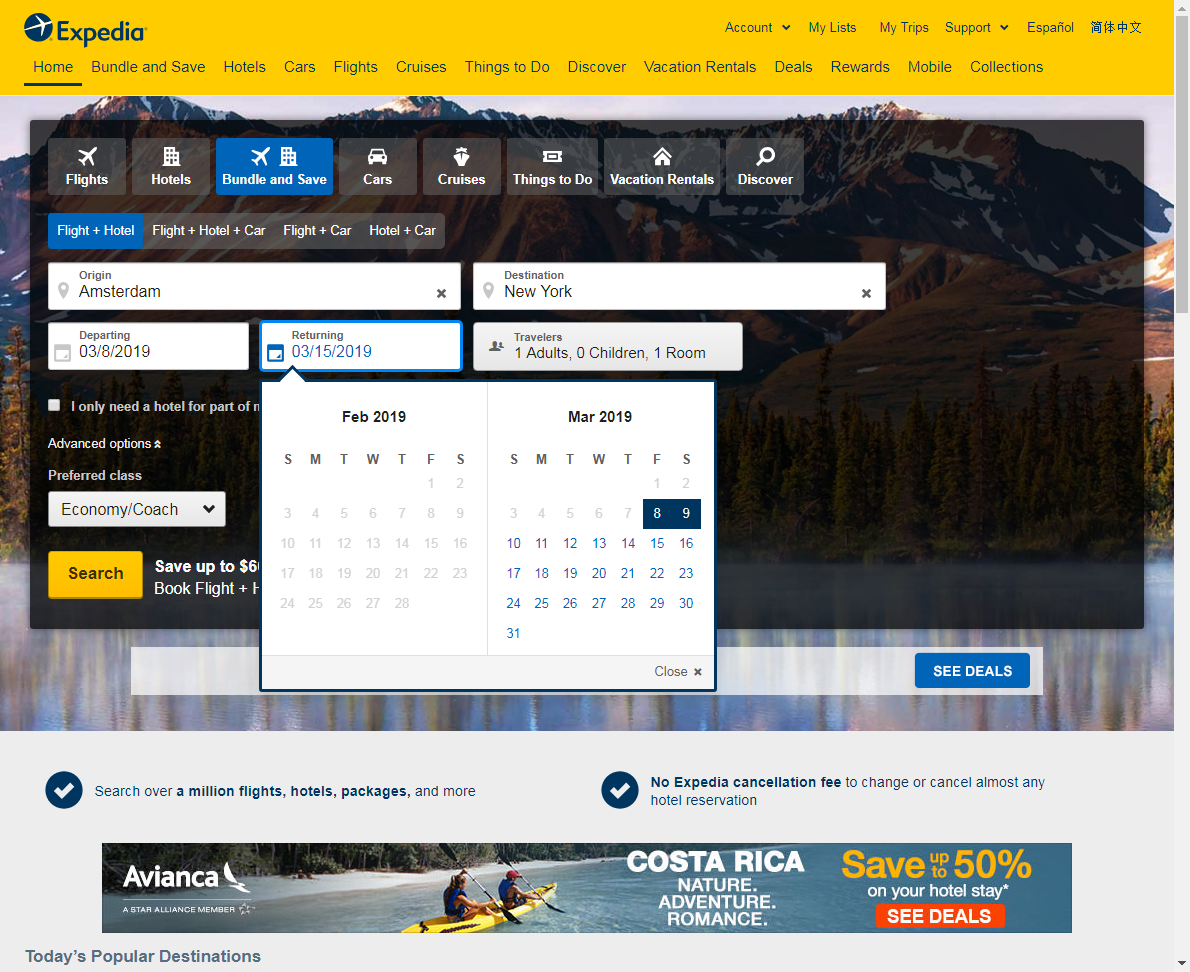 Expedia
Account My Lists My Trips Support Español 简体中文
Home Bundle and Save Hotels Cars Flights Cruises Things to Do Discover Vacation Rentals Deals Rewards Mobile Collections
Flights Hotels Bundle and Save Cars Cruises Things to Do Vacation Rentals Discover
Flight + Hotel Flight + Hotel + Car Flight + Car Hotel + Car
Origin
Amsterdam
Destination
New York
Departing
03/8/2019
Returning
03/15/2019
Travelers
1 Adults, 0 Children, 1 Room
I only need a hotel for part of
Advanced options
Preferred class
Economy/Coach
Search
Save up to $6
Book Flight +
Feb 2019
S M T W T F S
1 2
3 4 5 6 7 8 9
10 11 12 13 14 15 16
17 18 19 20 21 22 23
24 25 26 27 28
Mar 2019
S M T W T F S
1 2
3 4 5 6 7 8 9
10 11 12 13 14 15 16
17 18 19 20 21 22 23
24 25 26 27 28 29 30
31
Close ×
SEE DEALS
Search over a million flights, hotels, packages, and more
No Expedia cancellation fee to change or cancel almost any
hotel reservation
Avianca
A STAR ALLIANCE MEMBER
COSTA RICA
NATURE.
ADVENTURE.
ROMANCE.
Save up to 50%
on your hotel stay*
SEE DEALS
Today's Popular Destinations